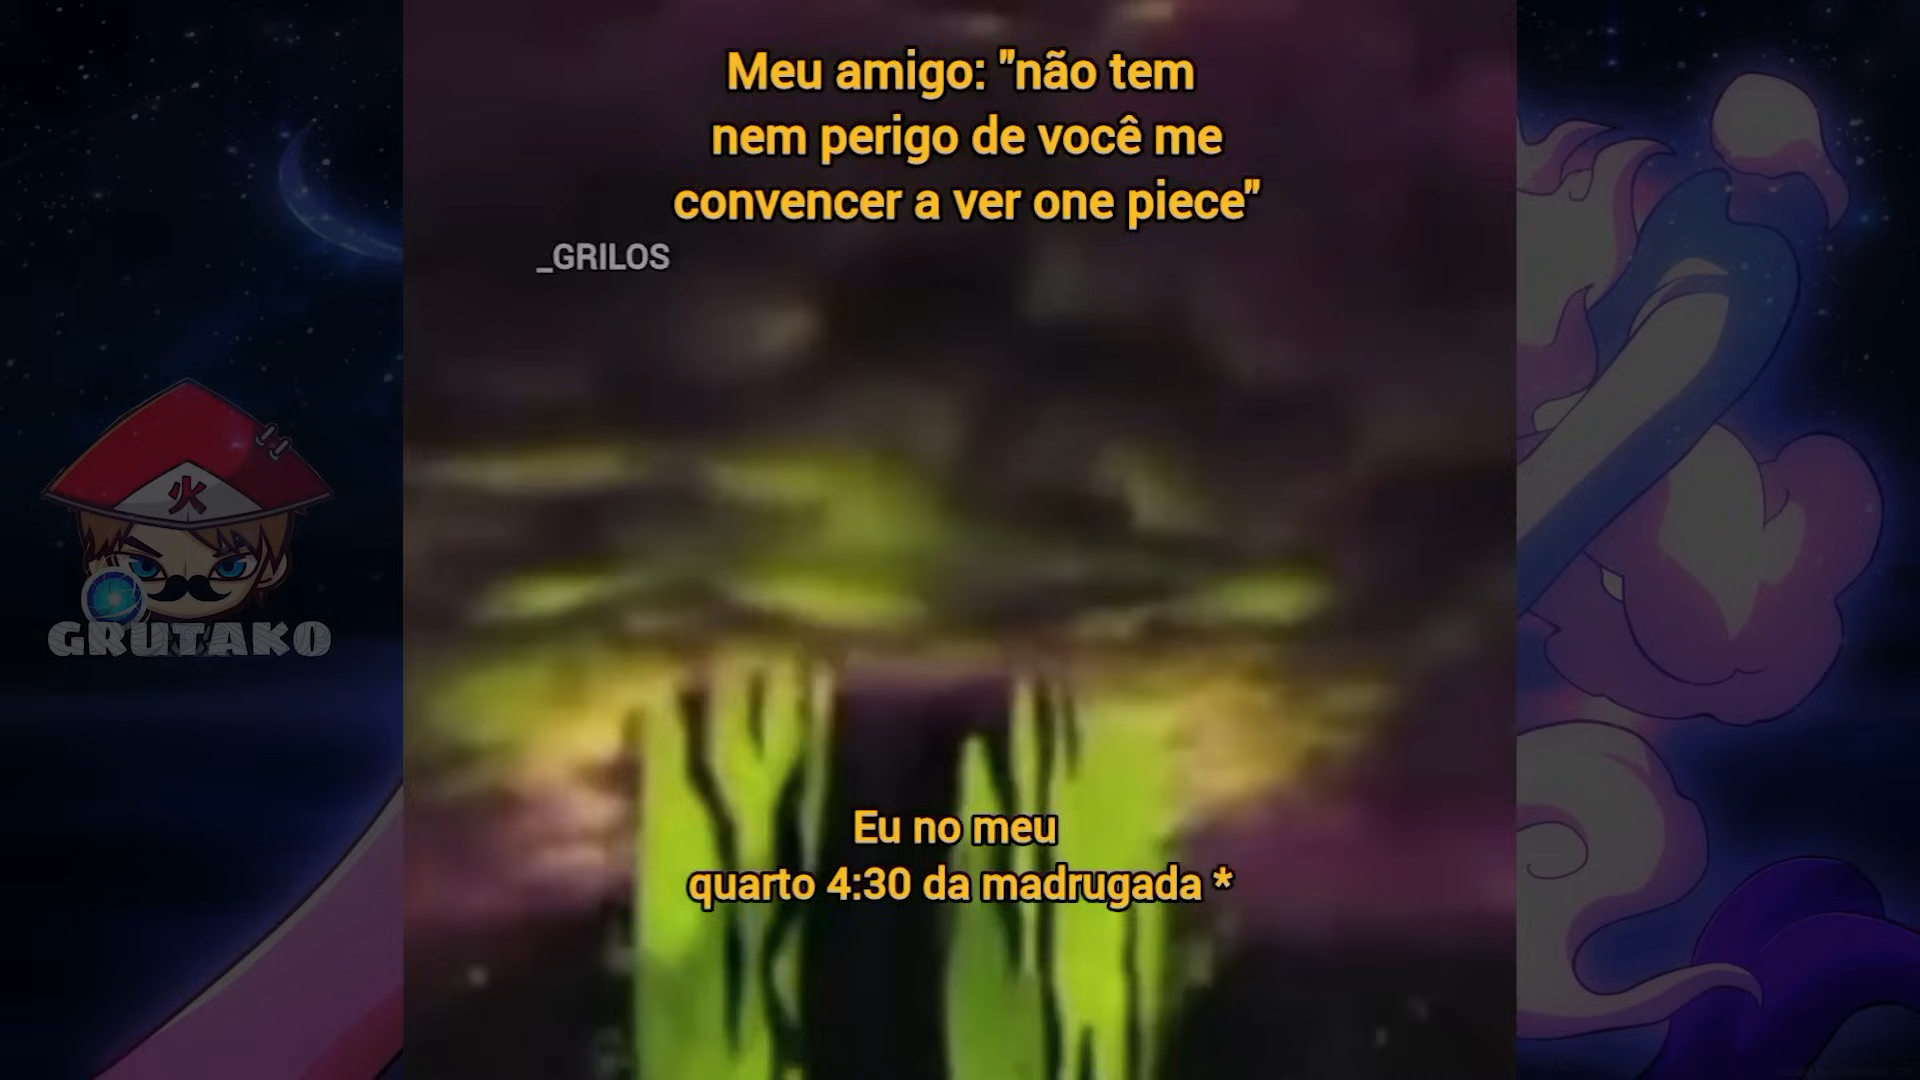 Meu amigo: "não tem
nem perigo de você me
convencer a ver one piece"
_GRILOS
火
GRUTAKO
Eu no meu
quarto 4:30 da madrugada *